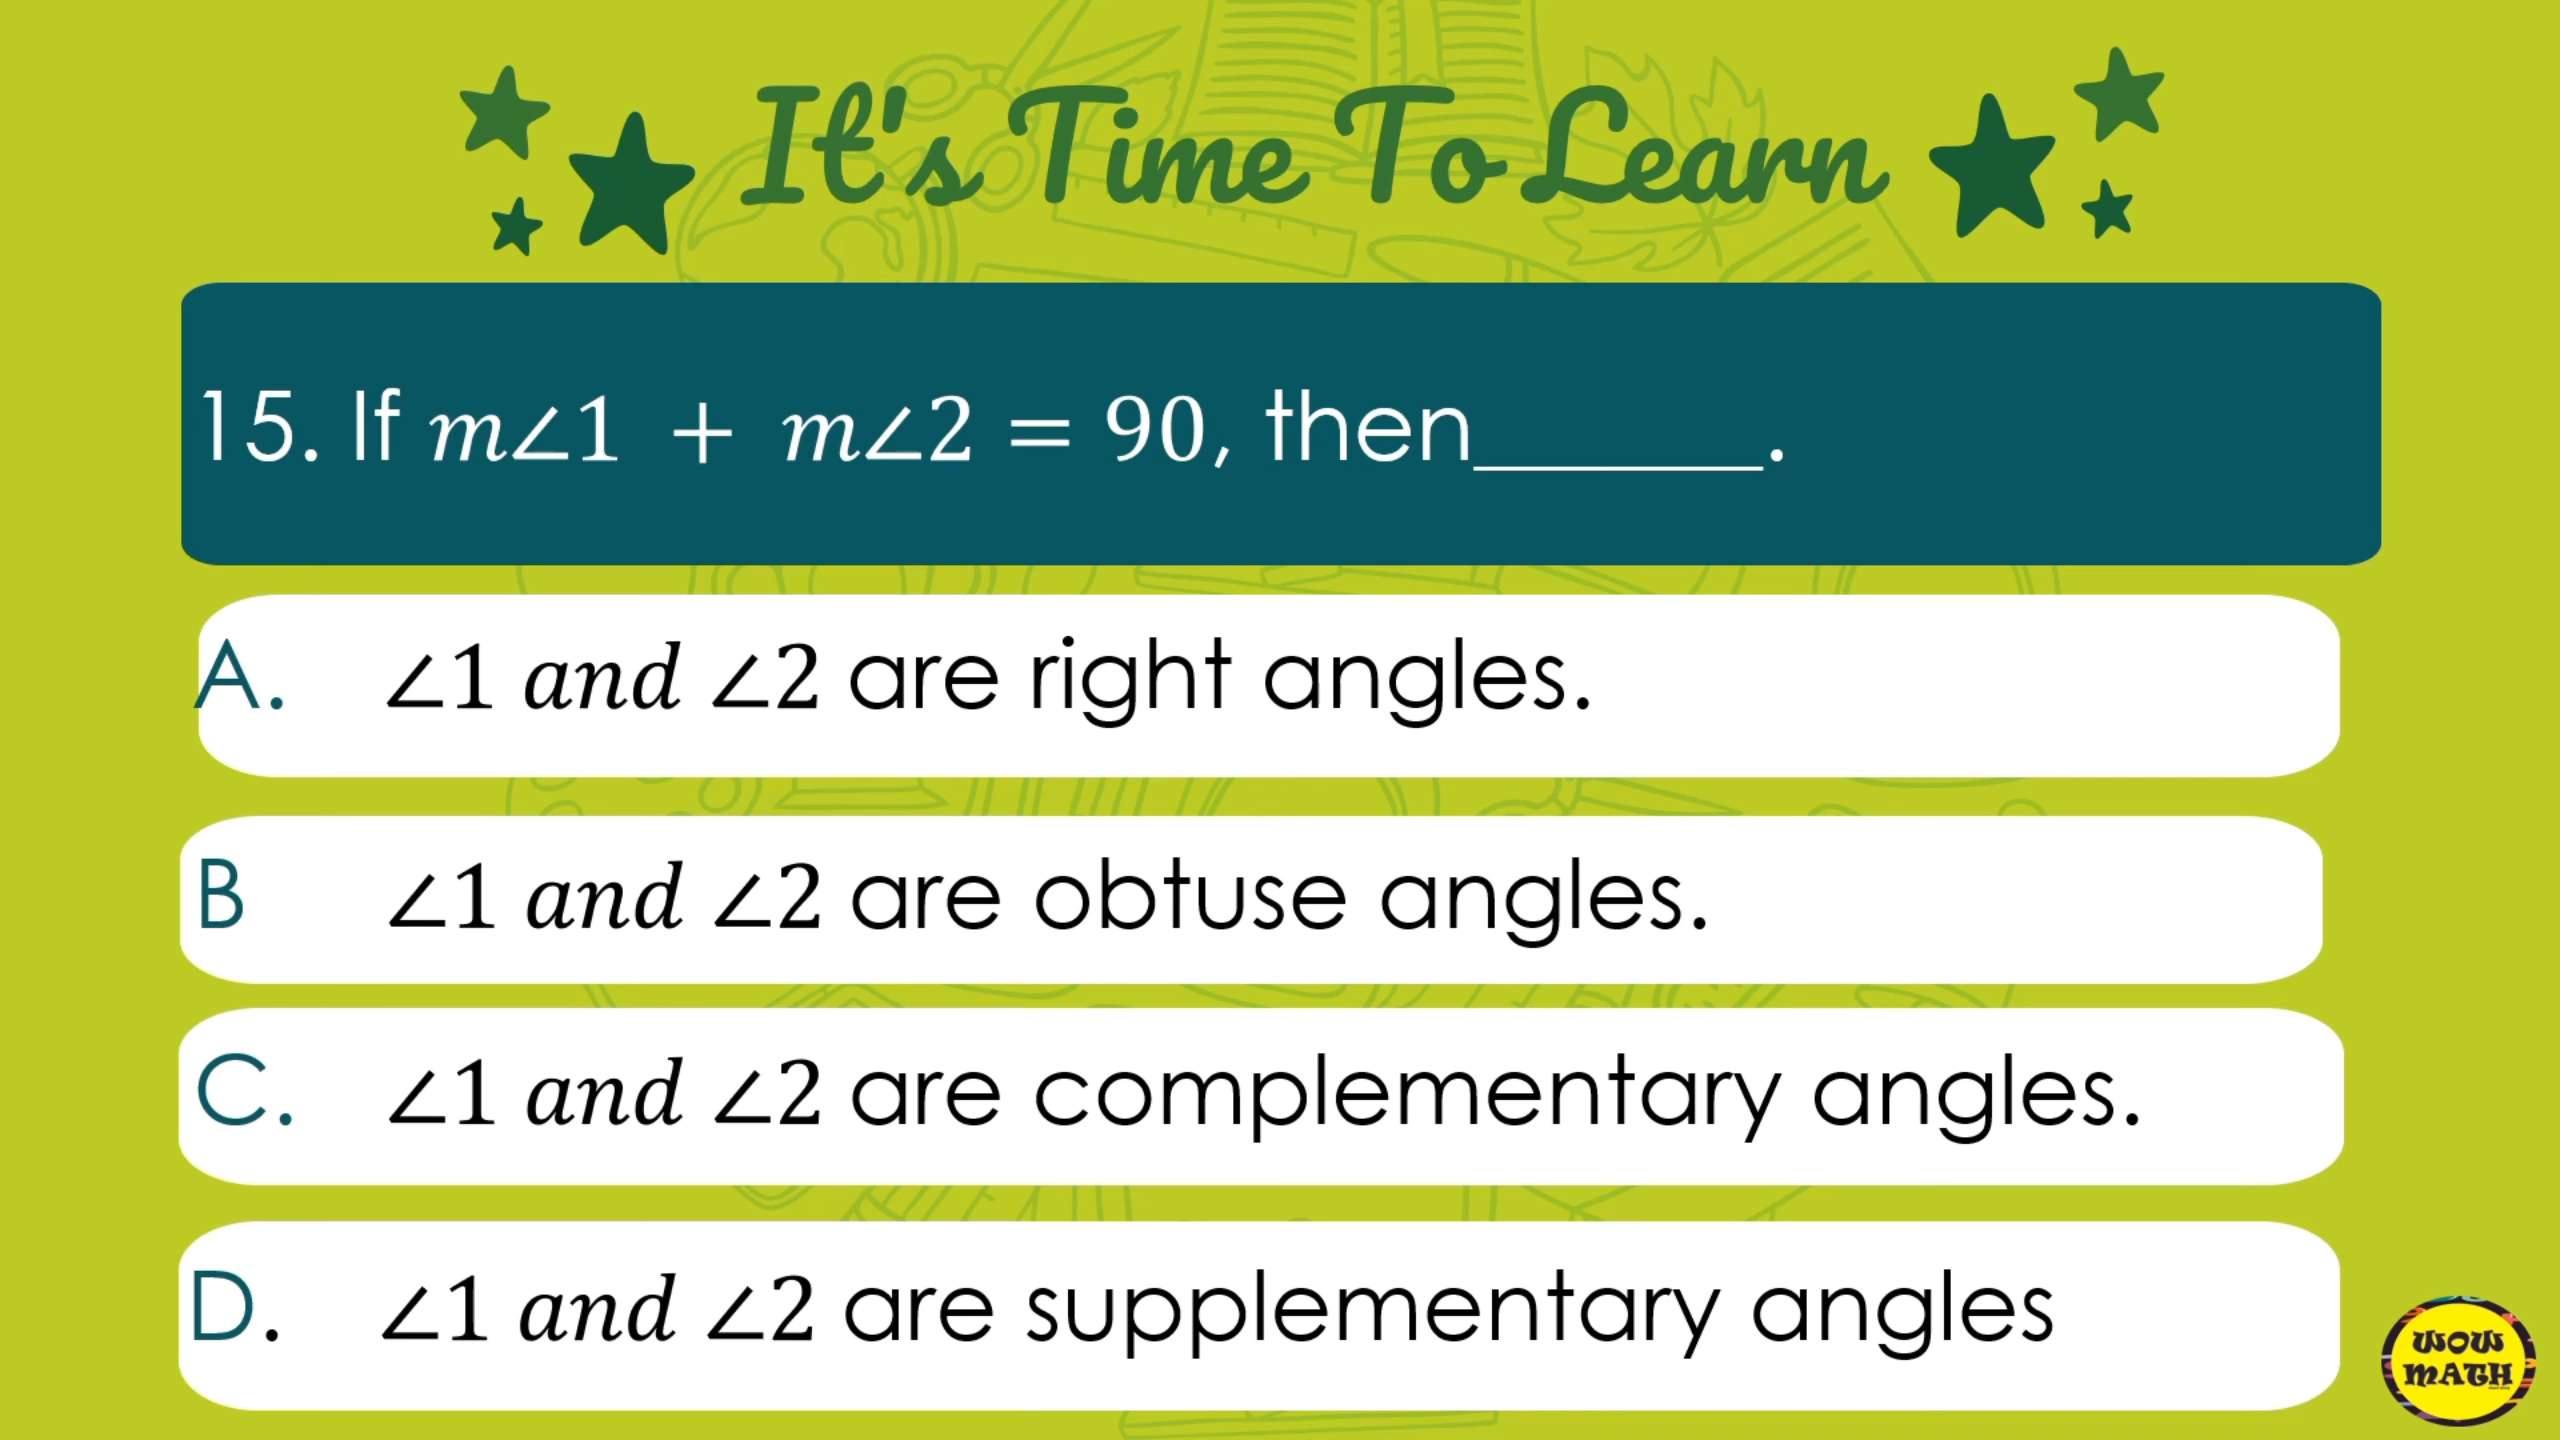 It's Time To Learn
15. If m∠1 + m∠2 = 90, then______.
A. ∠1 and ∠2 are right angles.
B ∠1 and ∠2 are obtuse angles.
C. ∠1 and ∠2 are complementary angles.
D. ∠1 and ∠2 are supplementary angles
WOW
MATH